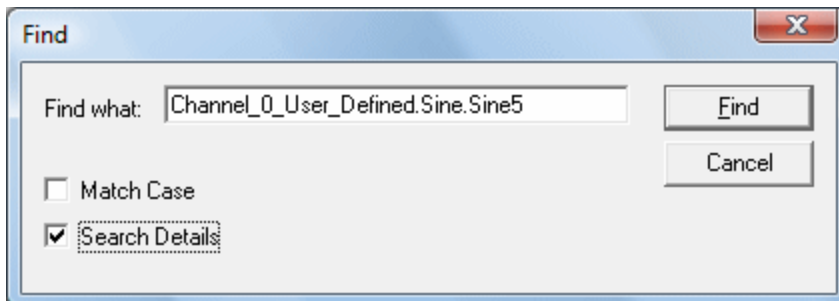 Find
Find what: Channel_0_User_Defined.Sine.Sine5
Find
Cancel
Match Case
Search Details